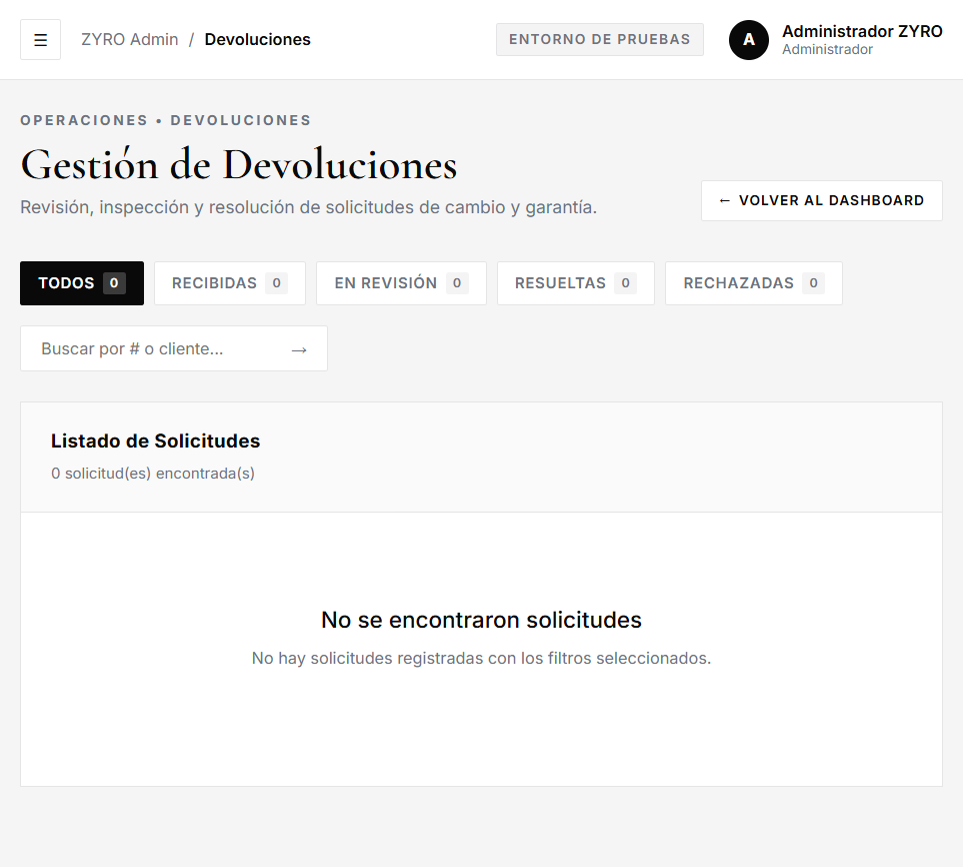 ☰ ZYRO Admin / Devoluciones ENTORNO DE PRUEBAS A Administrador ZYRO
Administrador
OPERACIONES • DEVOLUCIONES
Gestión de Devoluciones
Revisión, inspección y resolución de solicitudes de cambio y garantía.
← VOLVER AL DASHBOARD
TODOS 0 RECIBIDAS 0 EN REVISIÓN 0 RESUELTAS 0 RECHAZADAS 0
Buscar por # o cliente... →
Listado de Solicitudes
0 solicitud(es) encontrada(s)
No se encontraron solicitudes
No hay solicitudes registradas con los filtros seleccionados.